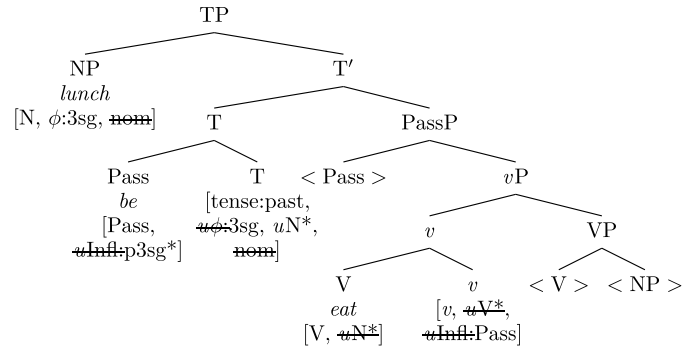 TP
NP T′
lunch
[N, ϕ:3sg, nom]
T PassP
Pass T < Pass > vP
be [tense:past,
[Pass, uϕ:3sg, uN*, v VP
uInfl:p3sg*] nom]
V v < V > < NP >
eat [v, uV*,
[V, uN*] uInfl:Pass]